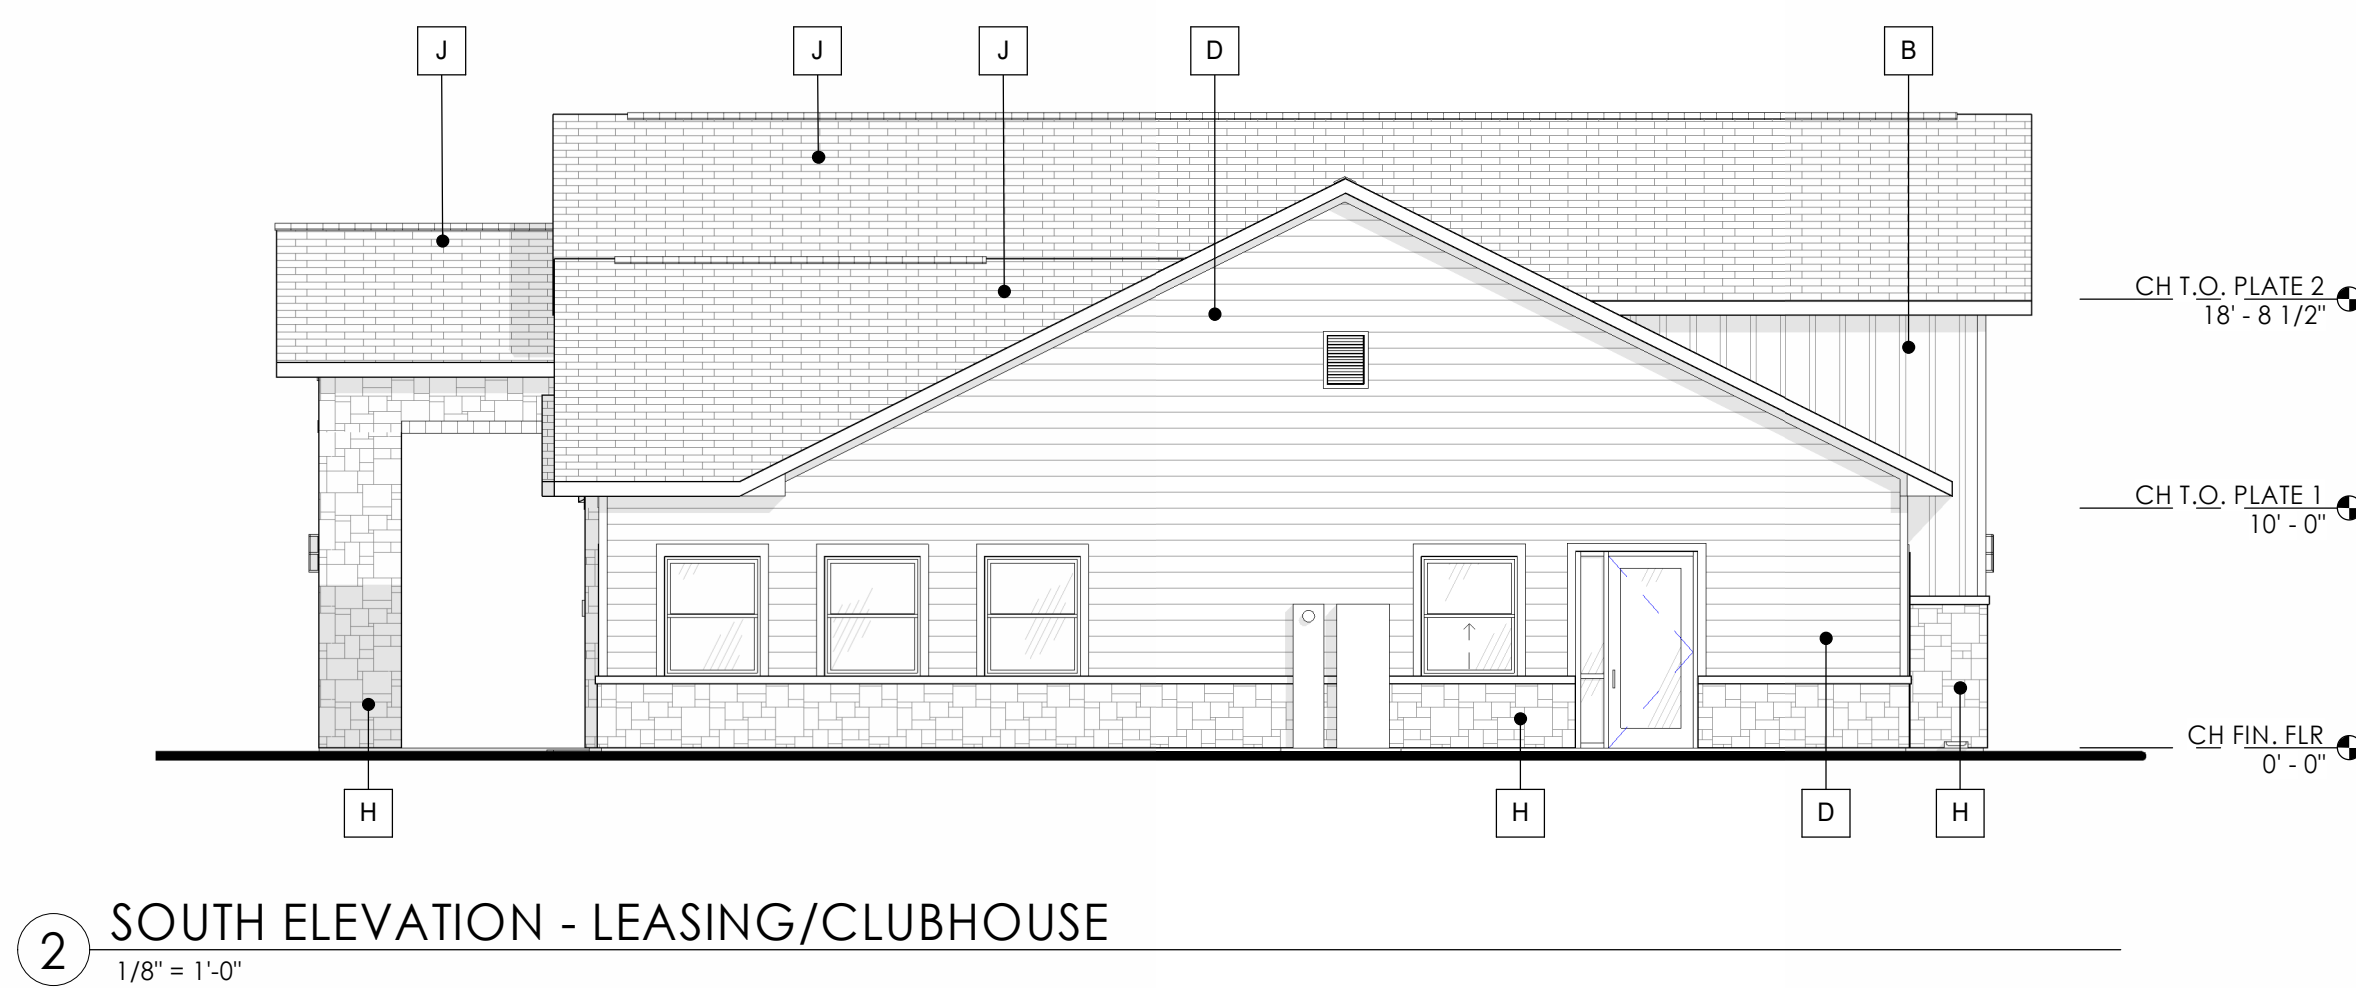 J
J
J
D
B
CH T.O. PLATE 2
18' - 8 1/2"
CH T.O. PLATE 1
10' - 0"
CH FIN. FLR
0' - 0"
H
H
D
H
2
SOUTH ELEVATION - LEASING/CLUBHOUSE
1/8" = 1'-0"